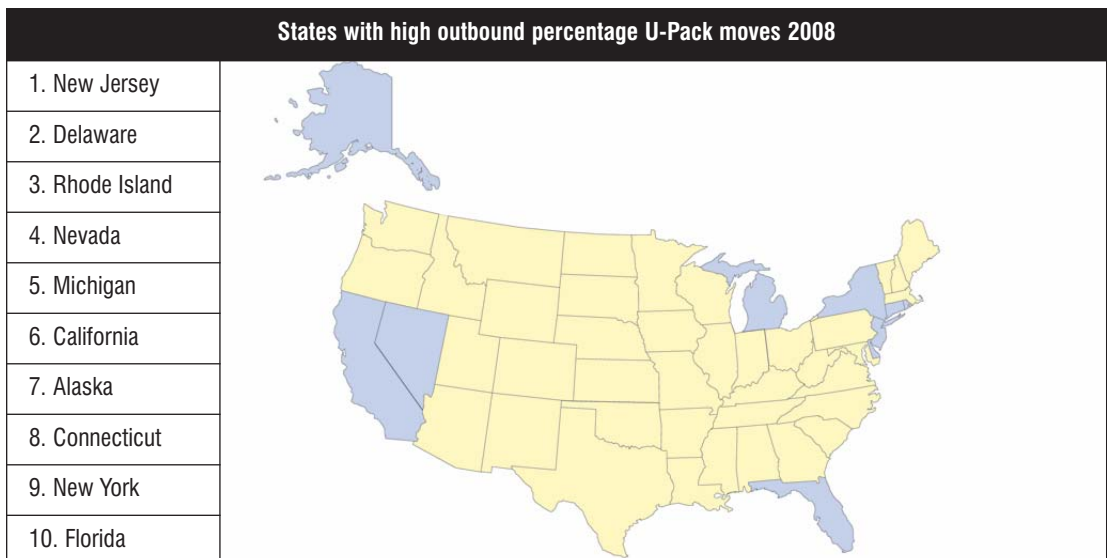 States with high outbound percentage U-Pack moves 2008
1. New Jersey
2. Delaware
3. Rhode Island
4. Nevada
5. Michigan
6. California
7. Alaska
8. Connecticut
9. New York
10. Florida